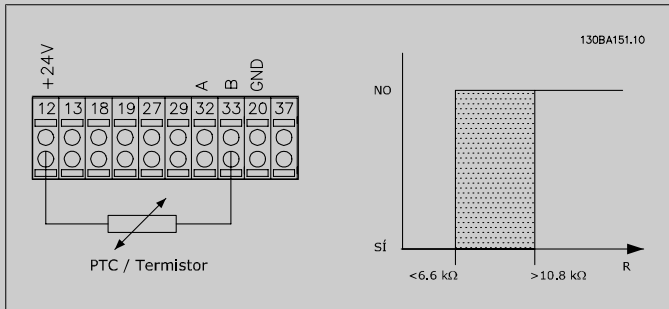 130BA151.10
+24V
A
B
GND
12 13 18 19 27 29 32 33 20 37
PTC / Termistor
NO
SÍ
<6.6 kΩ
>10.8 kΩ
R